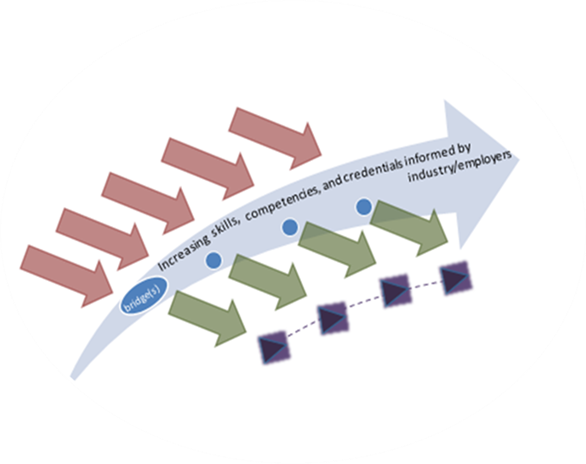 Increasing skills, competencies, and credentials informed by
industry/employers
bridge(s)